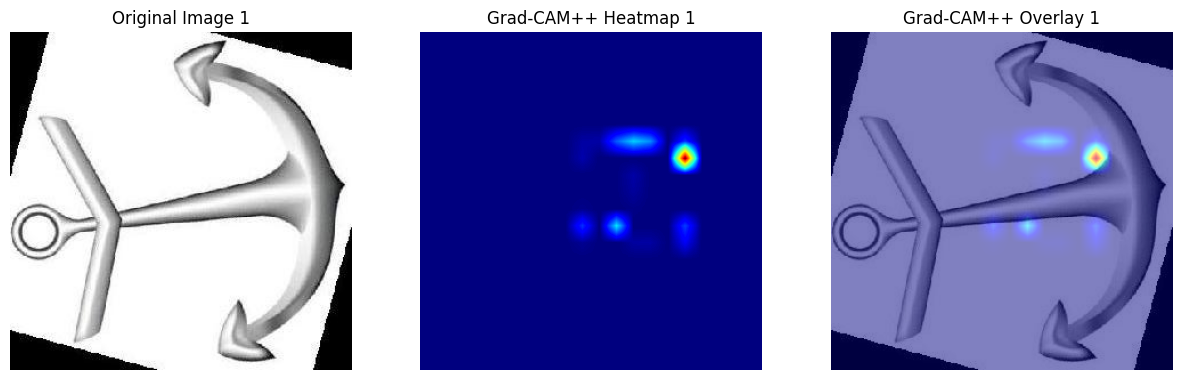 Original Image 1
Grad-CAM++ Heatmap 1
Grad-CAM++ Overlay 1